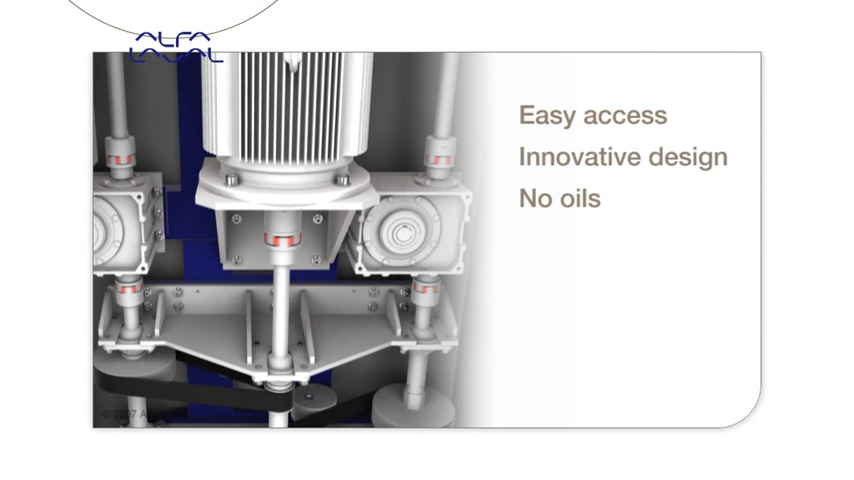 ALFA
LAVAL
Easy access
Innovative design
No oils